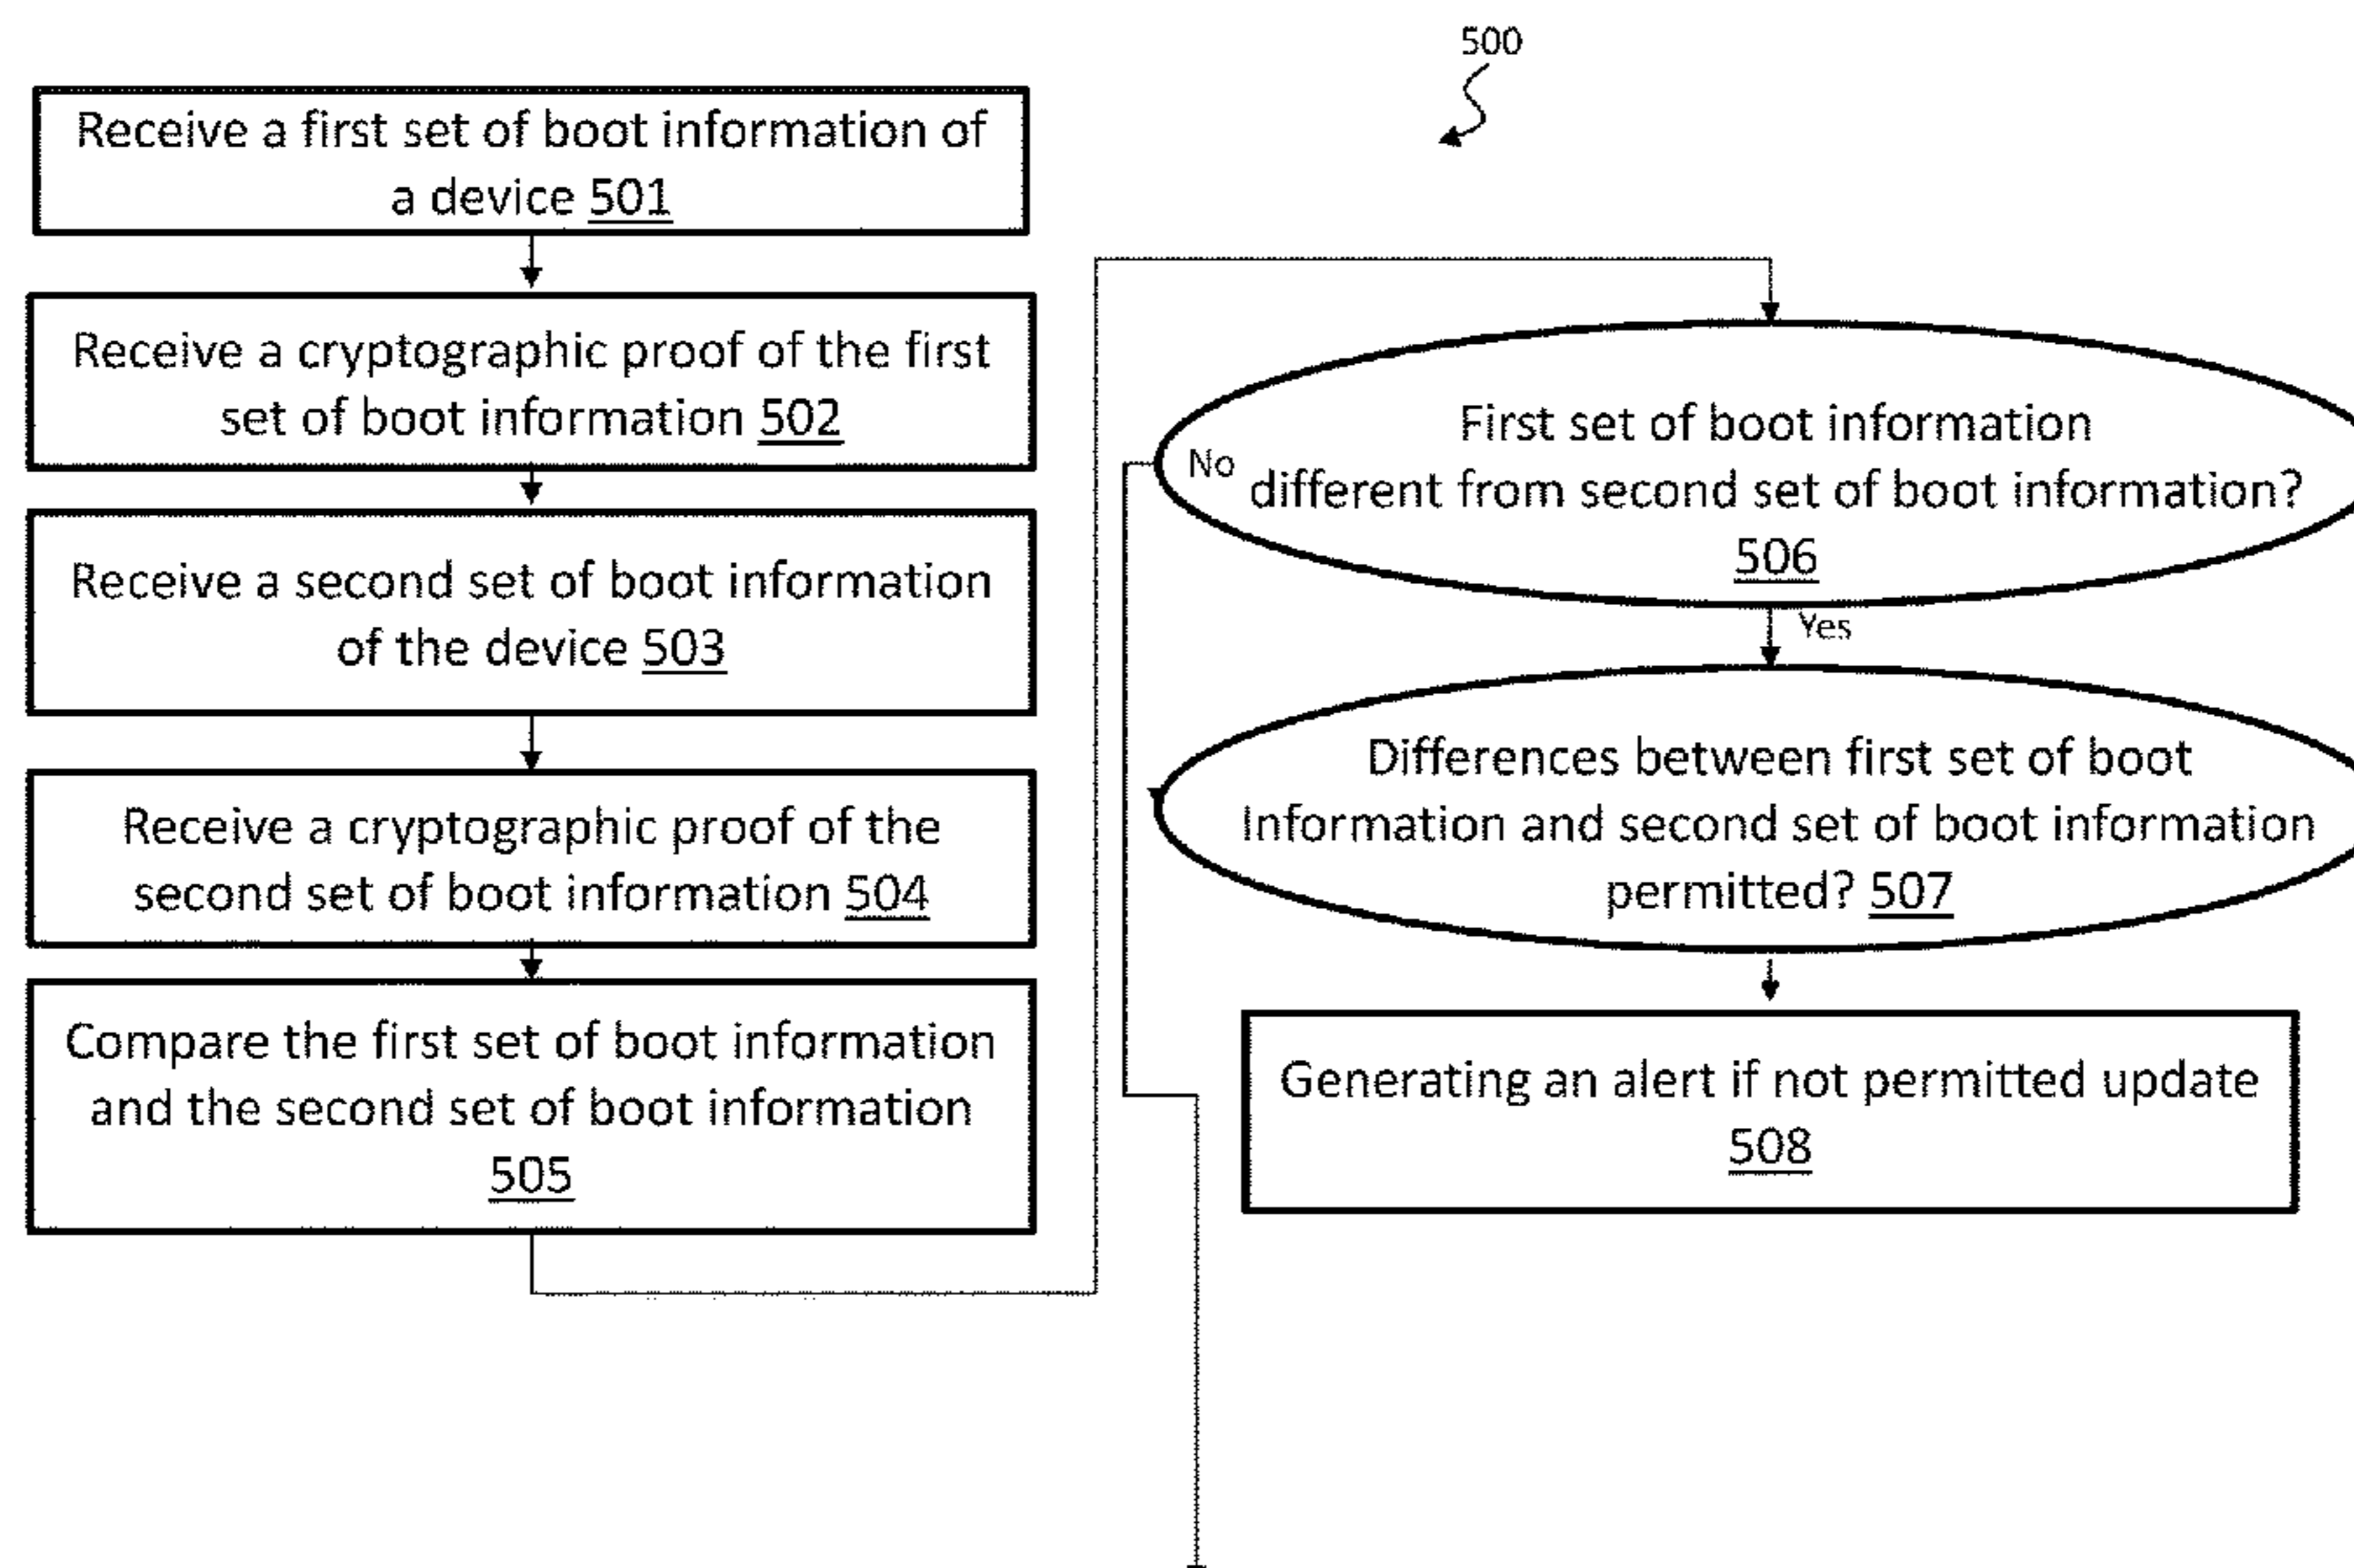 500
Receive a first set of boot information of
a device 501
Receive a cryptographic proof of the first
set of boot information 502
Receive a second set of boot information
of the device 503
Receive a cryptographic proof of the
second set of boot information 504
Compare the first set of boot information
and the second set of boot information
505
First set of boot information
No
different from second set of boot information?
506
Yes
Differences between first set of boot
Information and second set of boot information
permitted? 507
Generating an alert if not permitted update
508